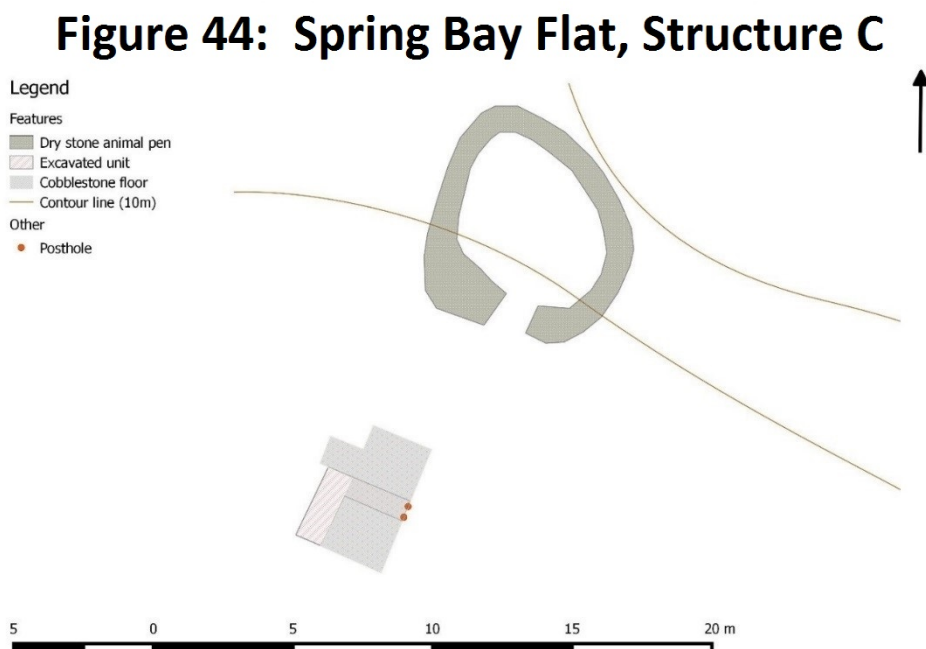 Figure 44:  Spring Bay Flat, Structure C
Legend
Features
Dry stone animal pen
Excavated unit
Cobblestone floor
Contour line (10m)
Other
Posthole
5 0 5 10 15 20 m